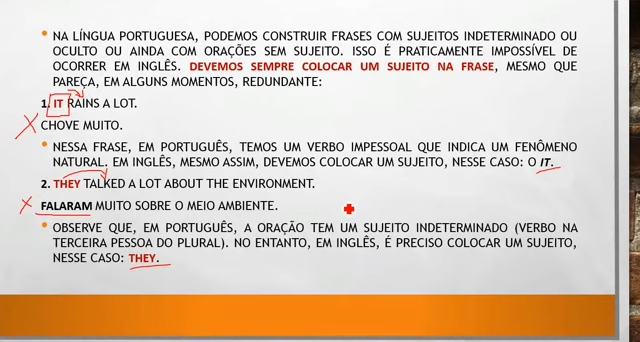 • NA LÍNGUA PORTUGUESA, PODEMOS CONSTRUIR FRASES COM SUJEITOS INDETERMINADO OU
OCULTO OU AINDA COM ORAÇÕES SEM SUJEITO. ISSO É PRATICAMENTE IMPOSSÍVEL DE
OCORRER EM INGLÊS. DEVEMOS SEMPRE COLOCAR UM SUJEITO NA FRASE, MESMO QUE
PAREÇA, EM ALGUNS MOMENTOS, REDUNDANTE:
1. IT RAINS A LOT.
CHOVE MUITO.
• NESSA FRASE, EM PORTUGUÊS, TEMOS UM VERBO IMPESSOAL QUE INDICA UM FENÔMENO
NATURAL. EM INGLÊS, MESMO ASSIM, DEVEMOS COLOCAR UM SUJEITO, NESSE CASO: O IT.
2. THEY TALKED A LOT ABOUT THE ENVIRONMENT.
FALARAM MUITO SOBRE O MEIO AMBIENTE.
• OBSERVE QUE, EM PORTUGUÊS, A ORAÇÃO TEM UM SUJEITO INDETERMINADO (VERBO NA
TERCEIRA PESSOA DO PLURAL). NO ENTANTO, EM INGLÊS, É PRECISO COLOCAR UM SUJEITO,
NESSE CASO: THEY.